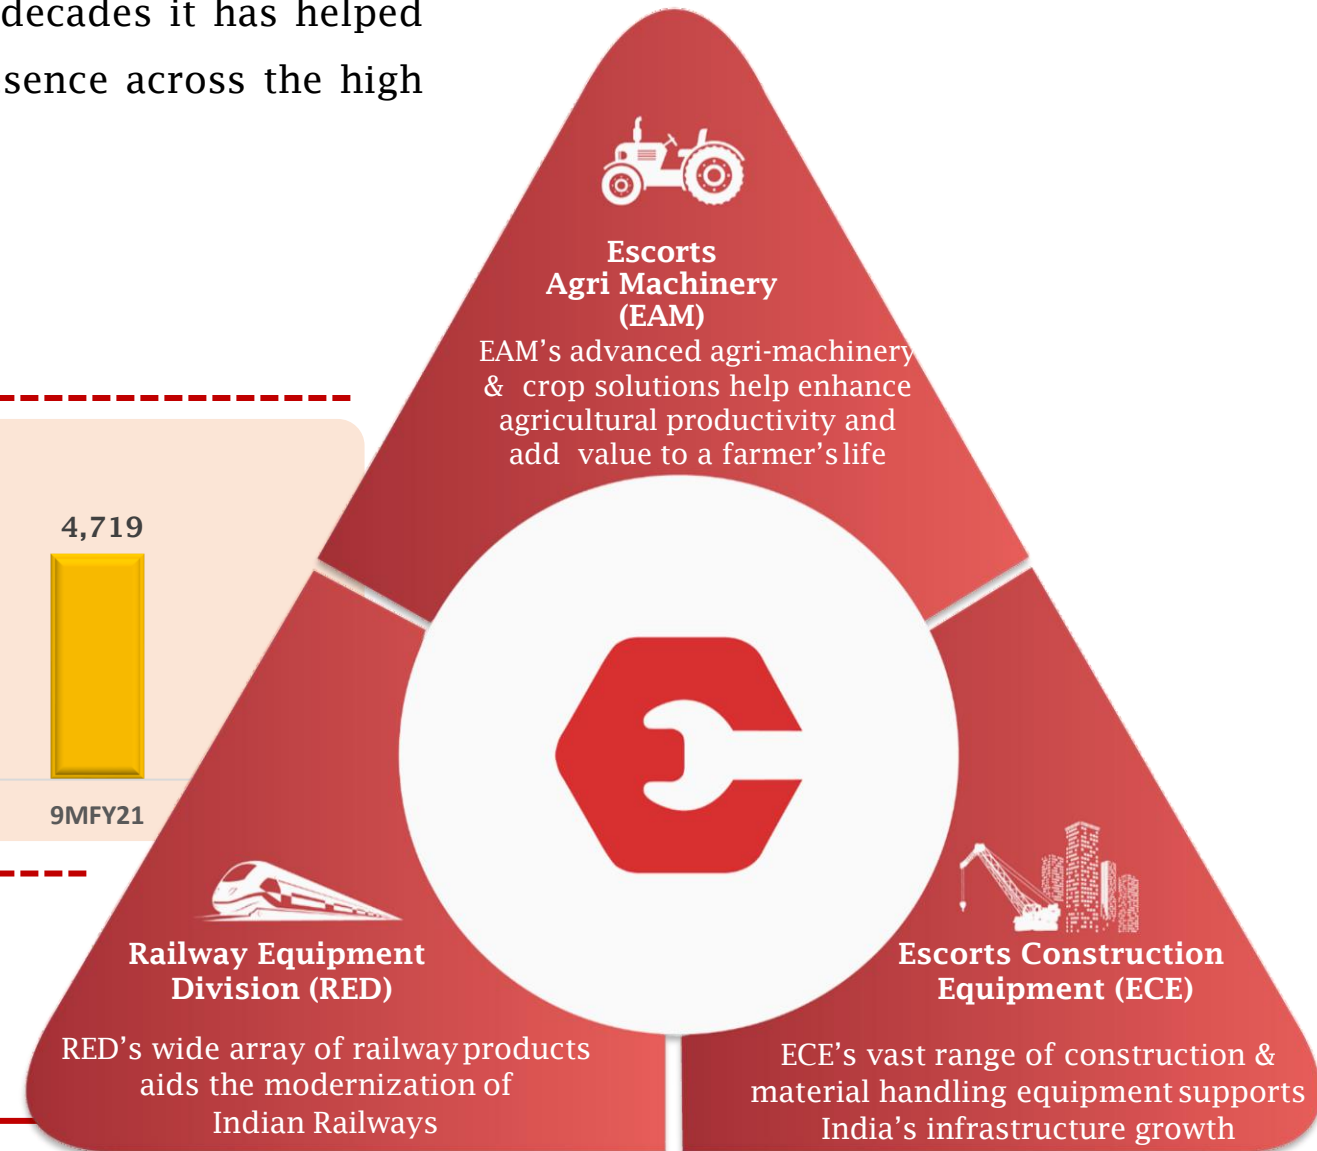 decades it has helped
sence across the high
Escorts
Agri Machinery
(EAM)
EAM’s advanced agri-machinery
& crop solutions help enhance
agricultural productivity and
add value to a farmer’s life
4,719
9MFY21
Railway Equipment
Division (RED)
RED’s wide array of railway products
aids the modernization of
Indian Railways
Escorts Construction
Equipment (ECE)
ECE’s vast range of construction &
material handling equipment supports
India’s infrastructure growth